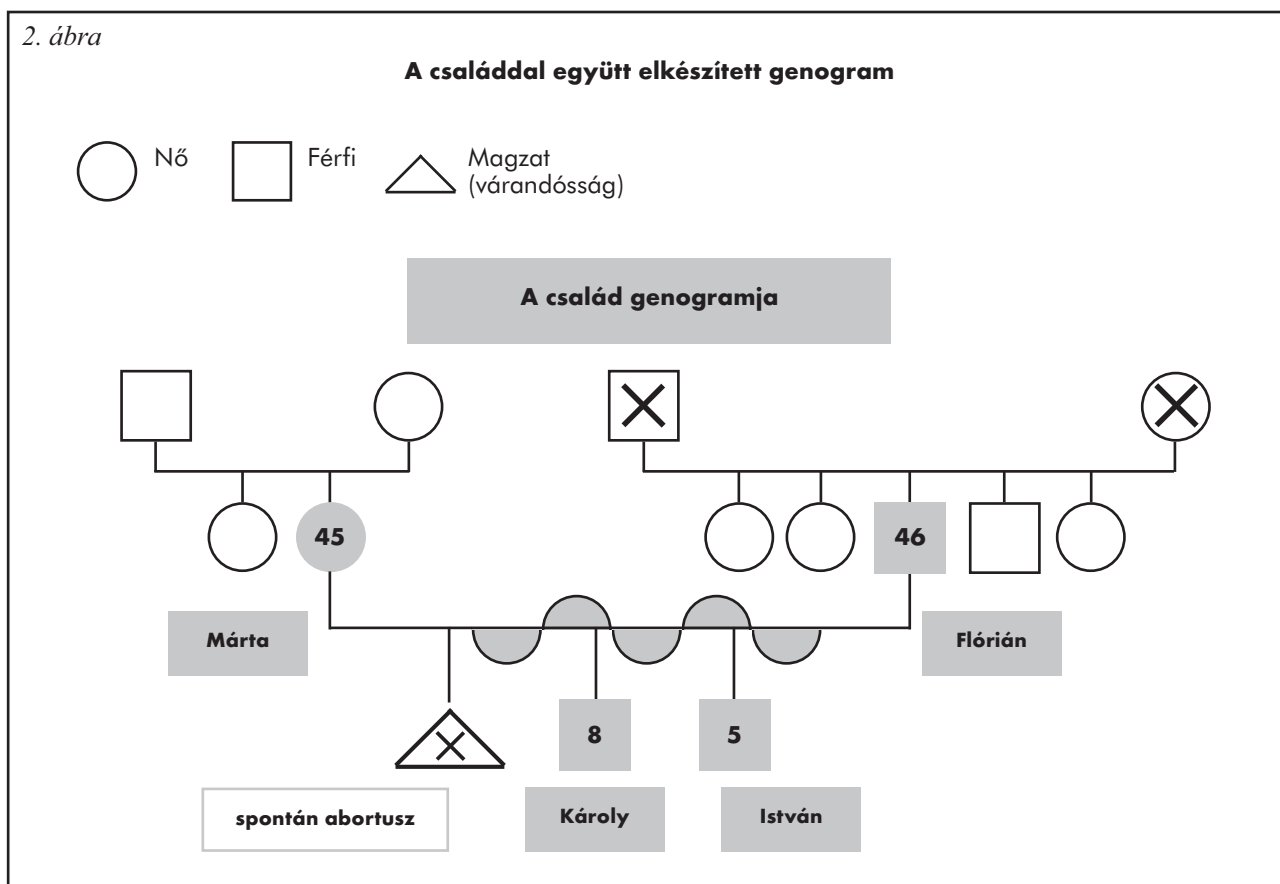 2. ábra
A családdal együtt elkészített genogram
Nő
Férfi
Magzat
(várandósság)
A család genogramja
45
46
Márta
Flórián
8
5
spontán abortusz
Károly
István